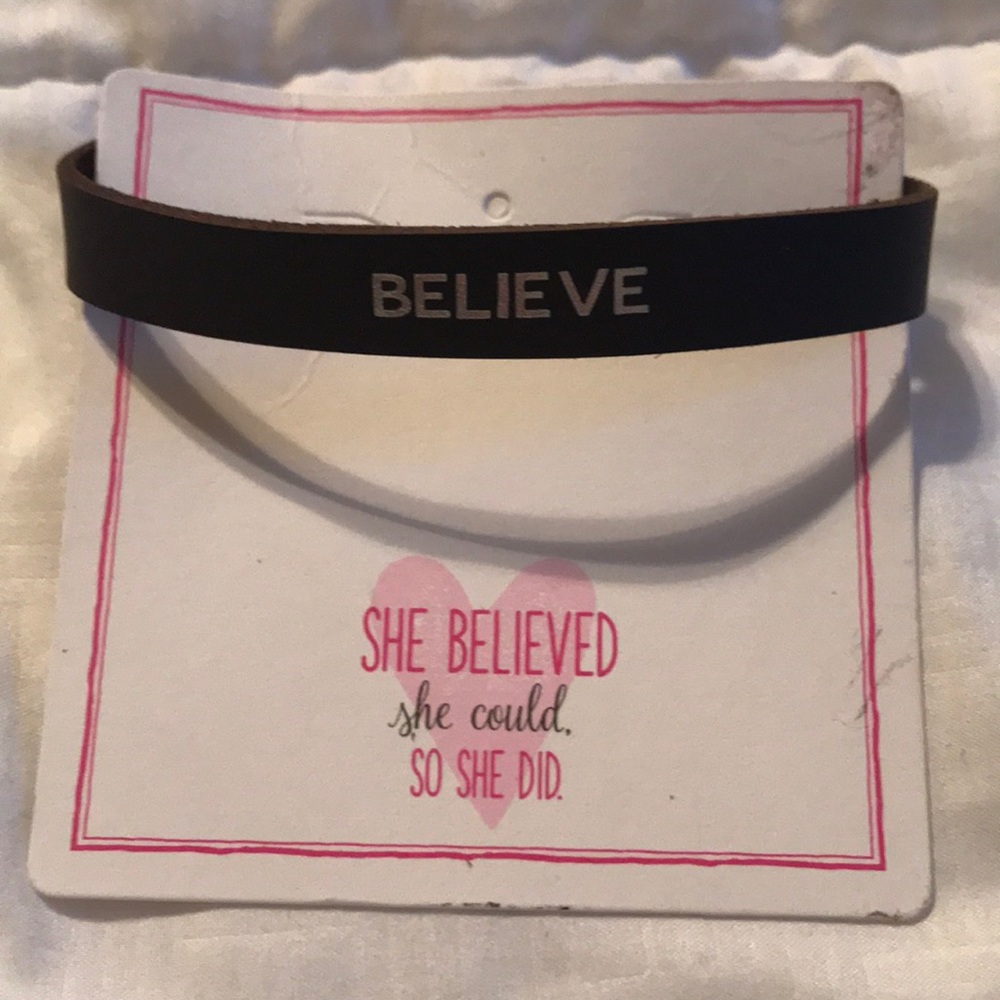 BELIEVE
SHE BELIEVED
she could,
SO SHE DID.